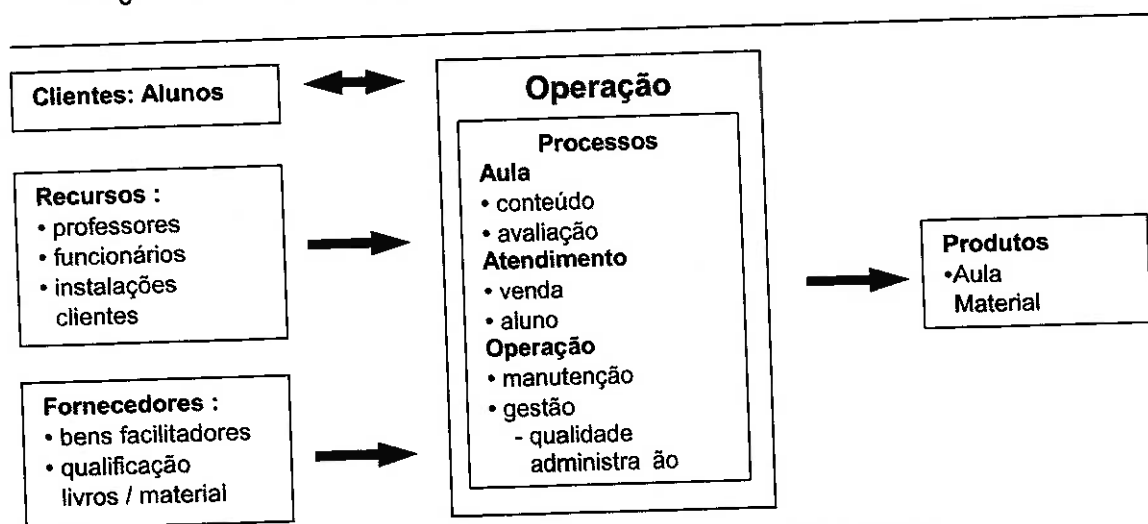 Clientes: Alunos
Recursos :
• professores
• funcionários
• instalações
clientes
Fornecedores :
• bens facilitadores
• qualificação
livros / material
Operação
Processos
Aula
• conteúdo
• avaliação
Atendimento
• venda
• aluno
Operação
• manutenção
• gestão
- qualidade
administra ão
Produtos
•Aula
Material